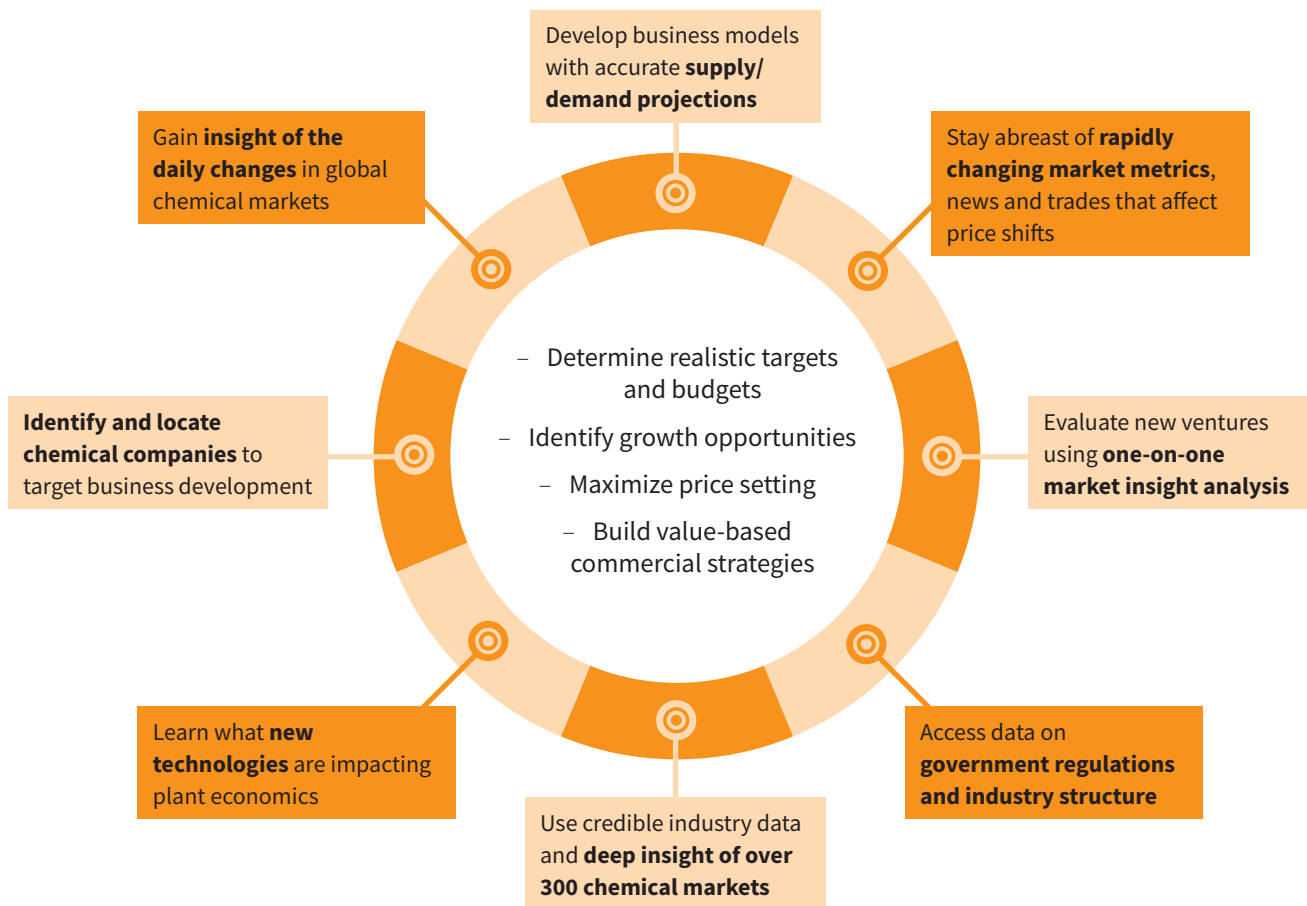 Develop business models
with accurate supply/
demand projections
Gain insight of the
daily changes in global
chemical markets
Stay abreast of rapidly
changing market metrics,
news and trades that affect
price shifts
– Determine realistic targets
and budgets
– Identify growth opportunities
– Maximize price setting
– Build value-based
commercial strategies
Identify and locate
chemical companies to
target business development
Evaluate new ventures
using one-on-one
market insight analysis
Learn what new
technologies are impacting
plant economics
Access data on
government regulations
and industry structure
Use credible industry data
and deep insight of over
300 chemical markets